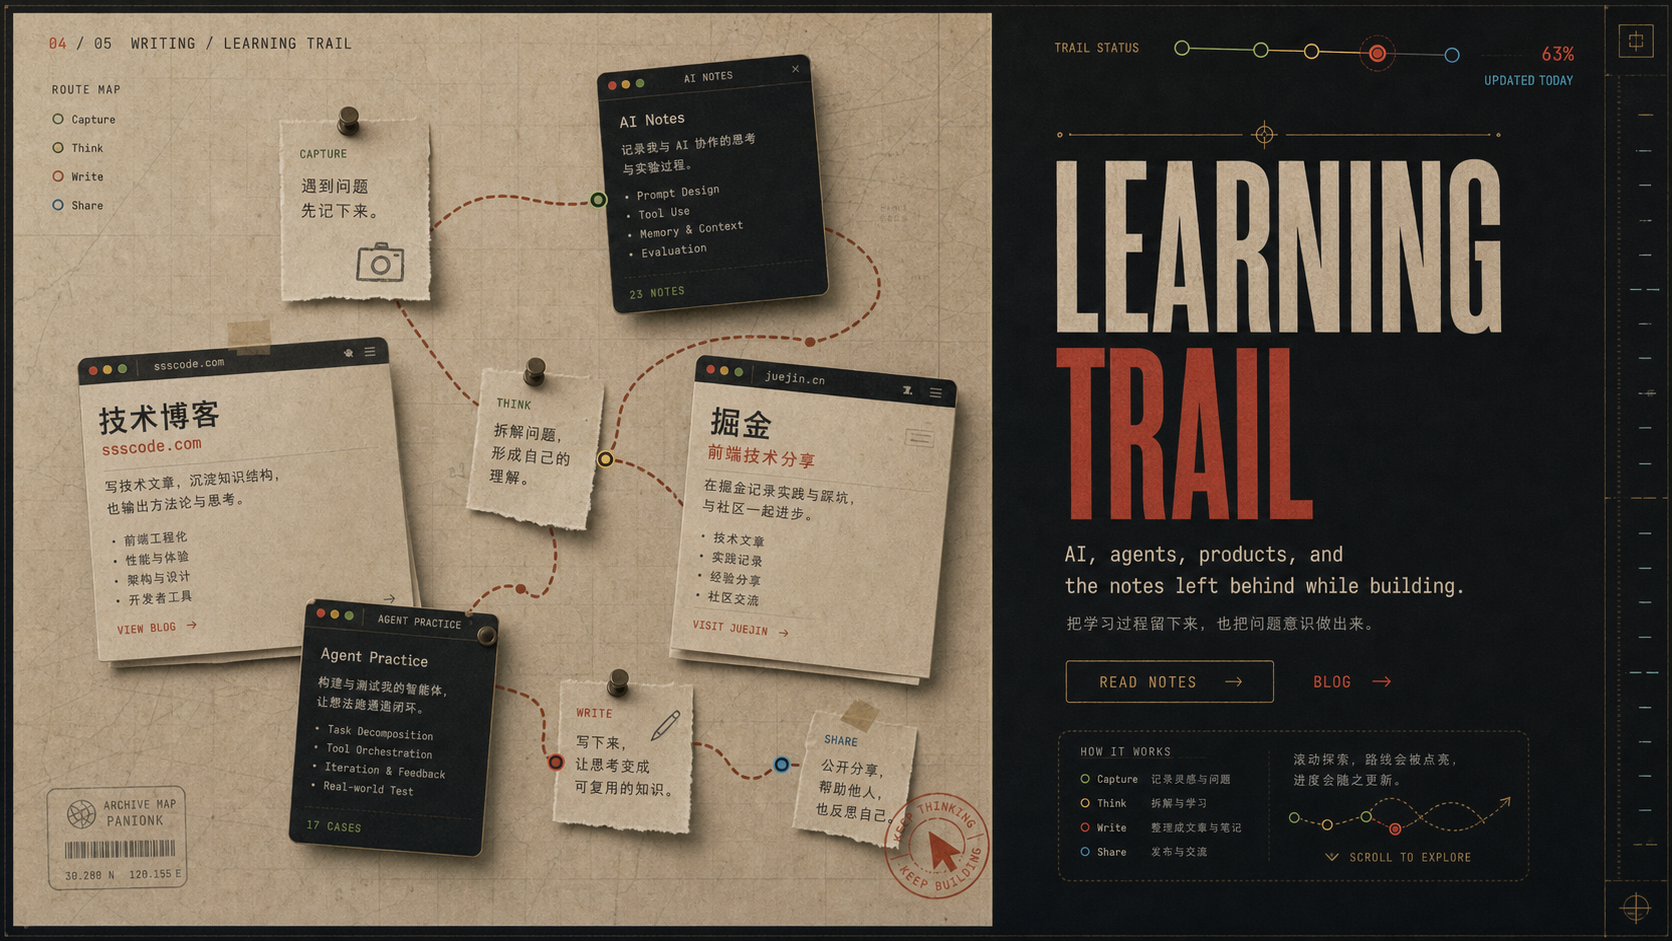 04 / 05 WRITING / LEARNING TRAIL
ROUTE MAP
Capture
Think
Write
Share
CAPTURE
遇到问题
先记下来。
AI NOTES
AI Notes
记录我与 AI 协作的思考
与实验过程。
• Prompt Design
• Tool Use
• Memory & Context
• Evaluation
23 NOTES
ssscode.com
技术博客
ssscode.com
写技术文章，沉淀知识结构，
也输出方法论与思考。
• 前端工程化
• 性能与体验
• 架构与设计
• 开发者工具
VIEW BLOG →
THINK
拆解问题，
形成自己的
理解。
juejin.cn
掘金
前端技术分享
在掘金记录实践与踩坑，
与社区一起进步。
• 技术文章
• 实践记录
• 经验分享
• 社区交流
VISIT JUEJIN →
AGENT PRACTICE
Agent Practice
构建与测试我的智能体，
让想法跑通闭环。
• Task Decomposition
• Tool Orchestration
• Iteration & Feedback
• Real-world Test
17 CASES
WRITE
写下来，
让思考变成
可复用的知识。
SHARE
公开分享，
帮助他人，
也反思自己。
KEEP THINKING
KEEP BUILDING
ARCHIVE MAP
PANIONK
30.280 N 120.155 E
TRAIL STATUS
63%
UPDATED TODAY
LEARNING
TRAIL
AI, agents, products, and
the notes left behind while building.
把学习过程留下来，也把问题意识做出来。
READ NOTES →
BLOG →
HOW IT WORKS
Capture 记录灵感与问题
Think 拆解与学习
Write 整理成文章与笔记
Share 发布与交流
滚动探索，路线会被点亮，
进度会随之更新。
SCROLL TO EXPLORE